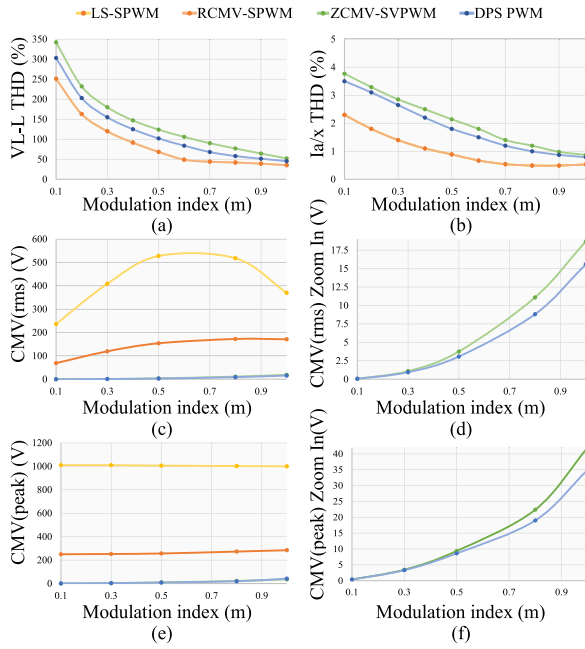 LS-SPWM RCMV-SPWM ZCMV-SVPWM DPS PWM
VL-L THD (%)
350
300
250
200
150
100
50
0
0.1 0.3 0.5 0.7 0.9
Modulation index (m)
(a)
Ia/x THD (%)
5
4
3
2
1
0
0.1 0.3 0.5 0.7 0.9
Modulation index (m)
(b)
CMV(rms) (V)
600
500
400
300
200
100
0
0.1 0.3 0.5 0.7 0.9
Modulation index (m)
(c)
CMV(rms) Zoom In (V)
17.5
15
12.5
10
7.5
5
2.5
0
0.1 0.3 0.5 0.7 0.9
Modulation index (m)
(d)
CMV(peak) (V)
1200
1000
800
600
400
200
0
0.1 0.3 0.5 0.7 0.9
Modulation index (m)
(e)
CMV(peak) Zoom In(V)
40
35
30
25
20
15
10
5
0
0.1 0.3 0.5 0.7 0.9
Modulation index (m)
(f)